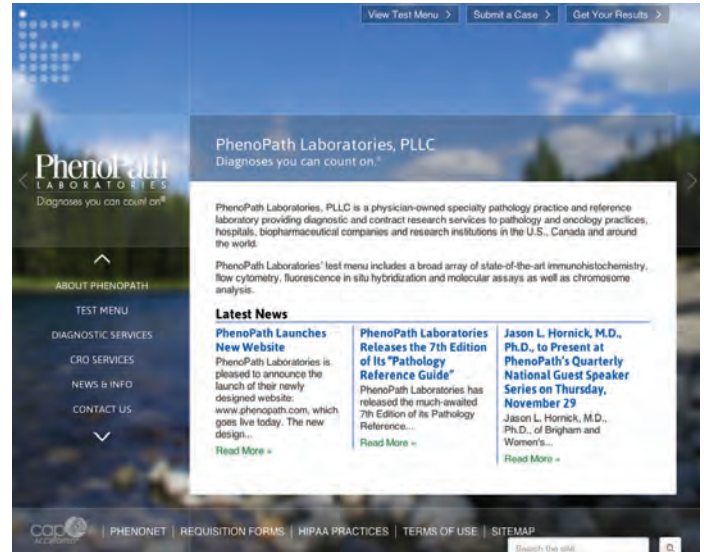 View Test Menu >
Submit a Case >
Get Your Results >
PhenoPath
LABORATORIES
Diagnoses you can count on®
PhenoPath Laboratories, PLLC
Diagnoses you can count on.®
ABOUT PHENOPATH
TEST MENU
DIAGNOSTIC SERVICES
CRO SERVICES
NEWS & INFO
CONTACT US
PhenoPath Laboratories, PLLC is a physician-owned specialty pathology practice and reference
laboratory providing diagnostic and contract research services to pathology and oncology practices,
hospitals, biopharmaceutical companies and research institutions in the U.S., Canada and around
the world.
PhenoPath Laboratories' test menu includes a broad array of state-of-the-art immunohistochemistry,
flow cytometry, fluorescence in situ hybridization and molecular assays as well as chromosome
analysis.
Latest News
PhenoPath Launches
New Website
PhenoPath Laboratories is
pleased to announce the
launch of their newly
designed website:
www.phenopath.com, which
goes live today. The new
design...
Read More »
PhenoPath Laboratories
Releases the 7th Edition
of Its "Pathology
Reference Guide"
PhenoPath Laboratories has
released the much-awaited
7th Edition of its Pathology
Reference...
Read More »
Jason L. Hornick, M.D.,
Ph.D., to Present at
PhenoPath's Quarterly
National Guest Speaker
Series on Thursday,
November 29
Jason L. Hornick, M.D.,
Ph.D., of Brigham and
Women's...
Read More »
CAP
ACCREDITED
| PHENONET | REQUISITION FORMS | HIPAA PRACTICES | TERMS OF USE | SITEMAP
Search the site